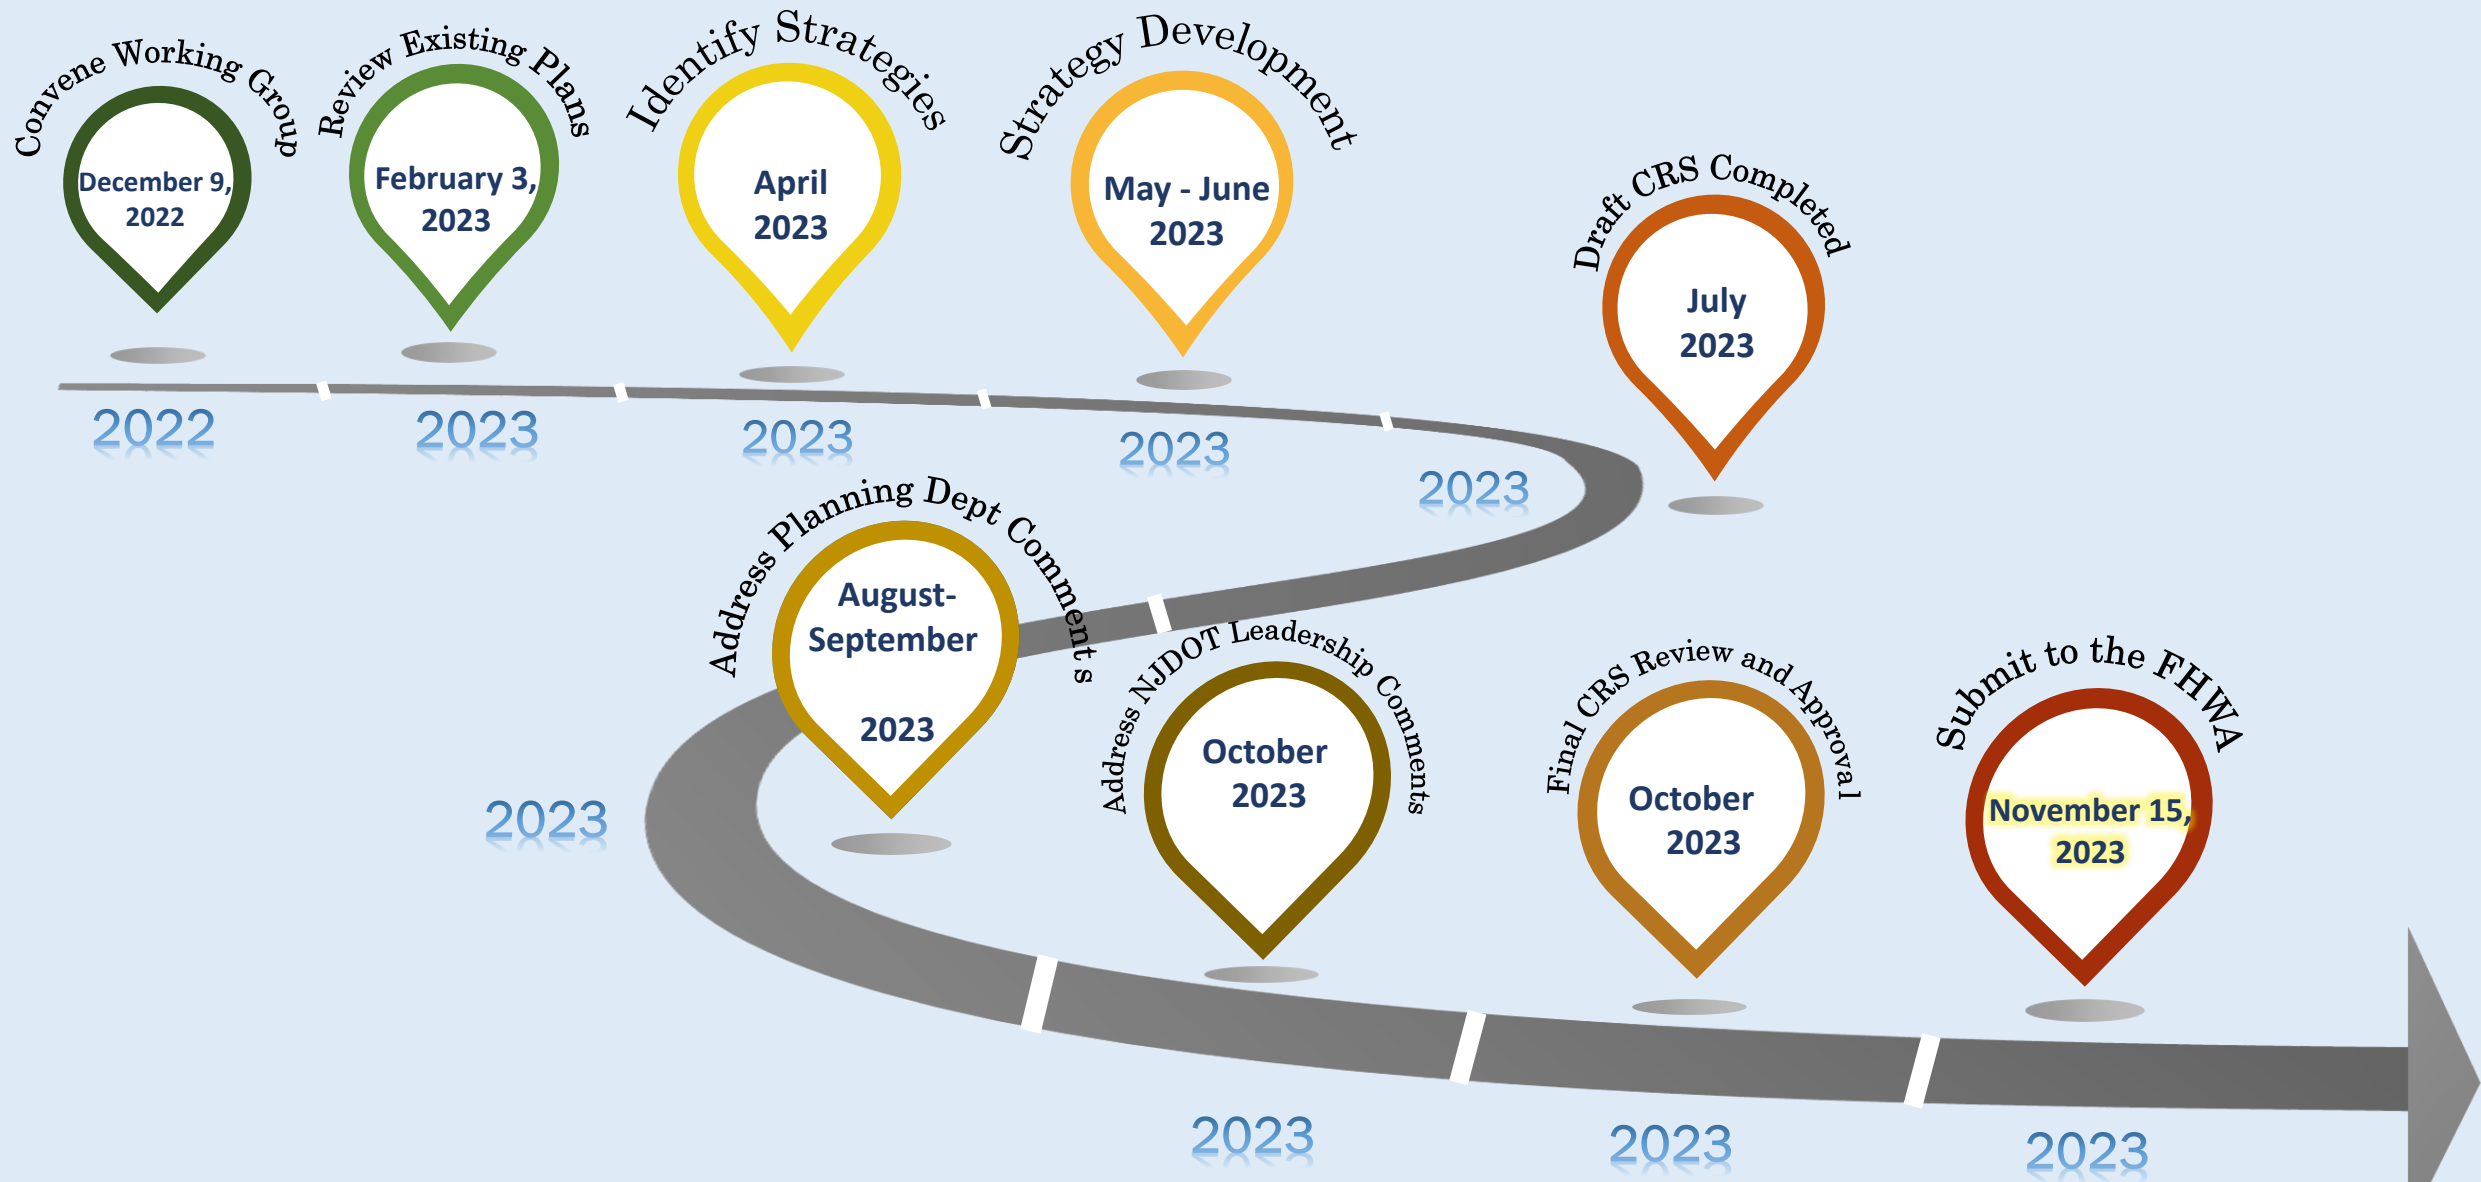 Convene Working Group
December 9,
2022
2022
Review Existing Plans
February 3,
2023
2023
Identify Strategies
April
2023
2023
Strategy Development
May - June
2023
2023
Draft CRS Completed
July
2023
2023
Address Planning Dept Comments
August-
September
2023
2023
Address NJDOT Leadership Comments
October
2023
2023
Final CRS Review and Approval
October
2023
2023
Submit to the FHWA
November 15,
2023
2023